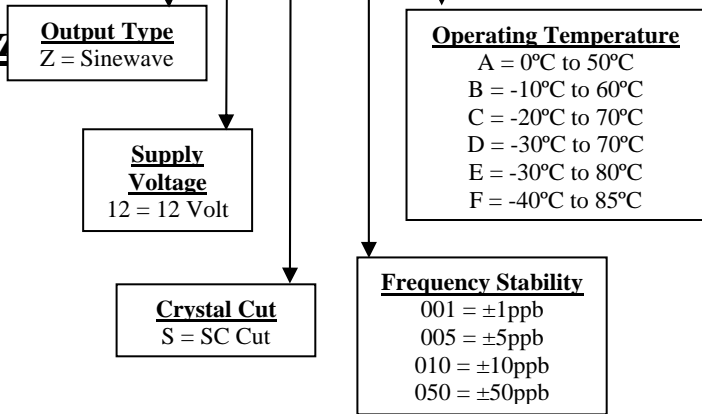 Output Type
Z = Sinewave
Operating Temperature
A = 0ºC to 50ºC
B = -10ºC to 60ºC
C = -20ºC to 70ºC
D = -30ºC to 70ºC
E = -30ºC to 80ºC
F = -40ºC to 85ºC
Supply
Voltage
12 = 12 Volt
Crystal Cut
S = SC Cut
Frequency Stability
001 = ±1ppb
005 = ±5ppb
010 = ±10ppb
050 = ±50ppb